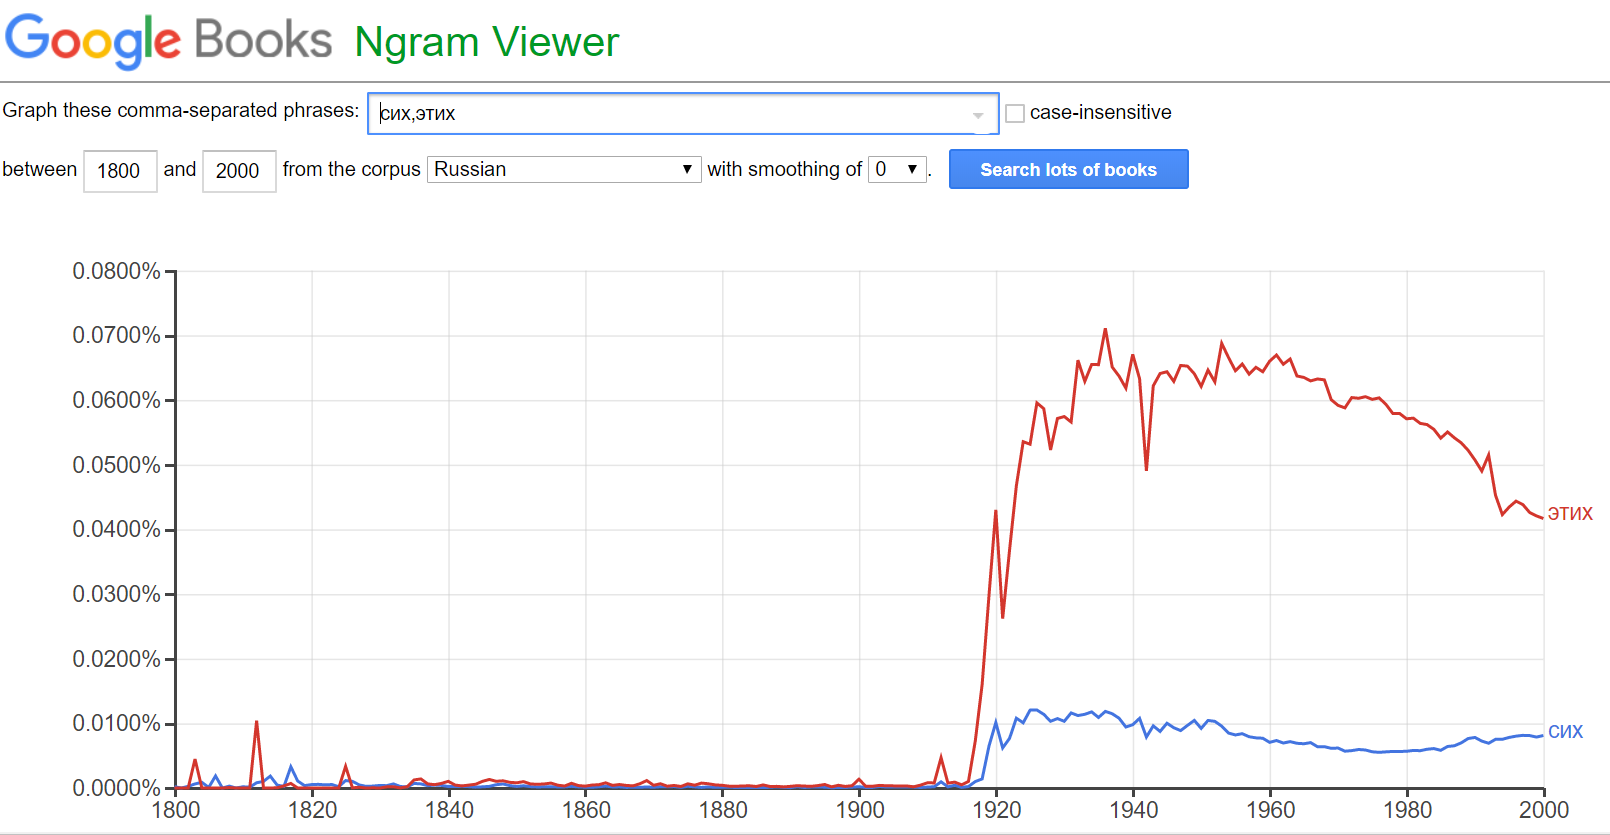 Google Books Ngram Viewer
Graph these comma-separated phrases: сих,этих case-insensitive
between 1800 and 2000 from the corpus Russian with smoothing of 0 . Search lots of books
0.0800%
0.0700%
0.0600%
0.0500%
0.0400%
этих
0.0300%
0.0200%
0.0100%
сих
0.0000%
1800 1820 1840 1860 1880 1900 1920 1940 1960 1980 2000